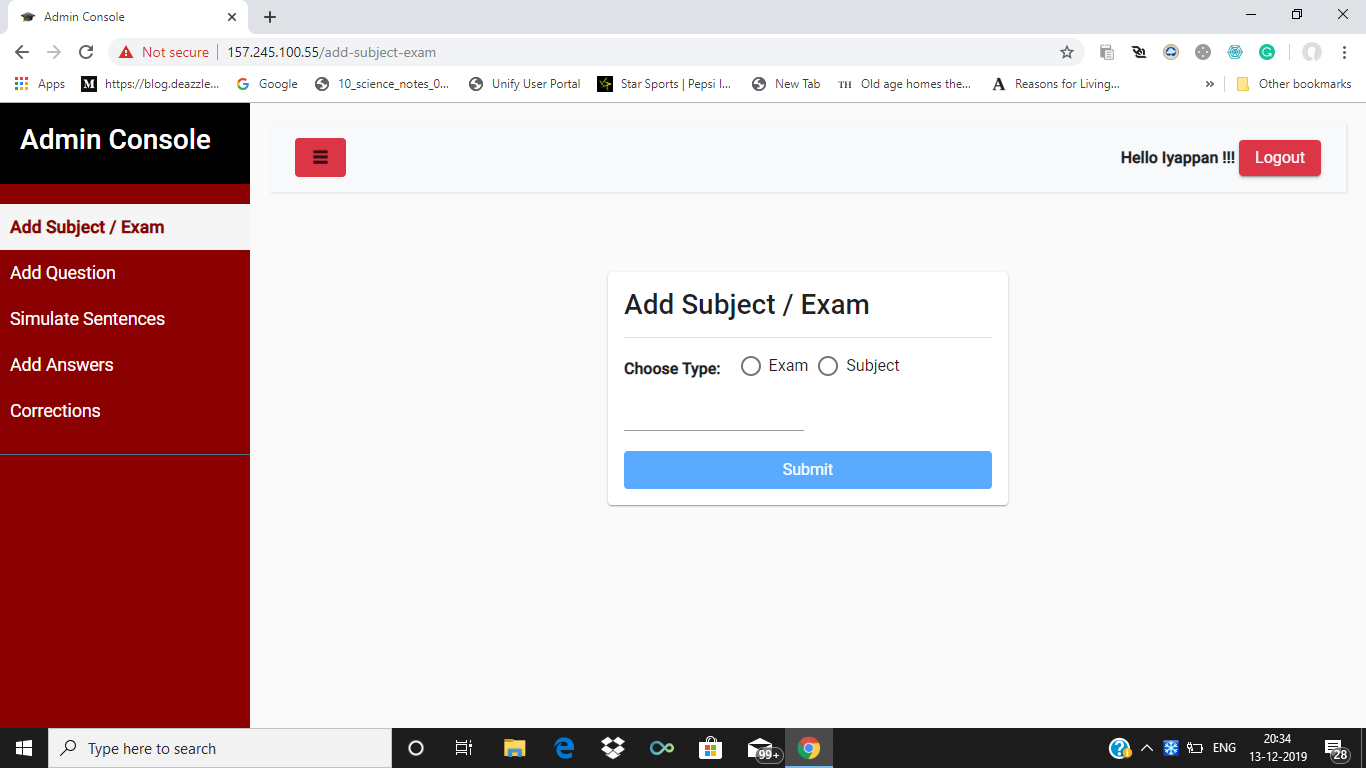 Admin Console
Not secure 157.245.100.55/add-subject-exam
Apps https://blog.deazzle... Google 10_science_notes_0... Unify User Portal Star Sports | Pepsi I... New Tab TH Old age homes the... A Reasons for Living... » Other bookmarks
Admin Console
Hello Iyappan !!! Logout
Add Subject / Exam
Add Question
Simulate Sentences
Add Answers
Corrections
Add Subject / Exam
Choose Type: Exam Subject
Submit
Type here to search
99+
ENG
20:34
13-12-2019
28